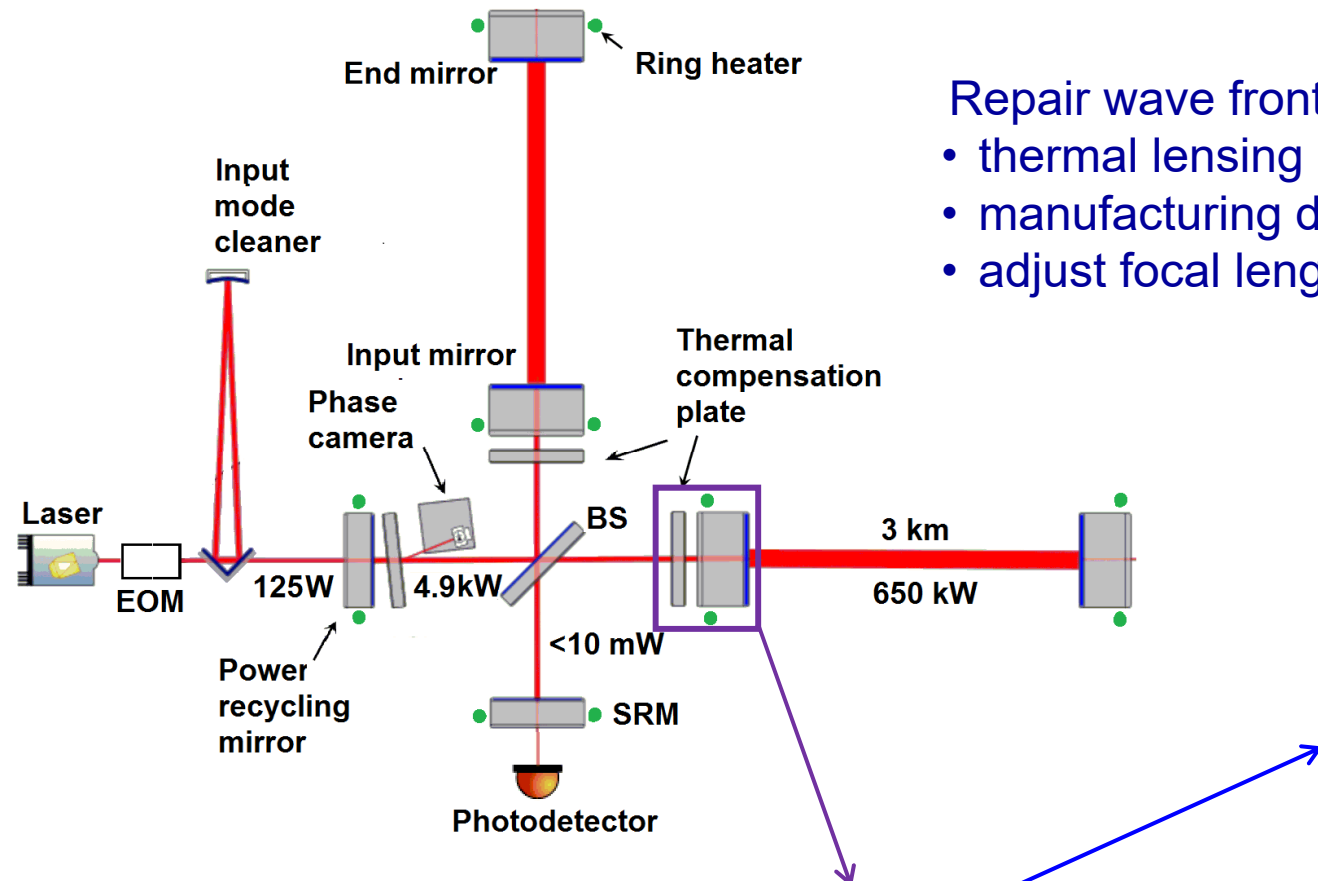 End mirror
Ring heater
Repair wave front
• thermal lensing
• manufacturing d
• adjust focal leng
Input
mode
cleaner
Input mirror
Thermal
compensation
plate
Phase
camera
Laser
BS
3 km
EOM
125W
4.9kW
650 kW
<10 mW
Power
recycling
mirror
SRM
Photodetector